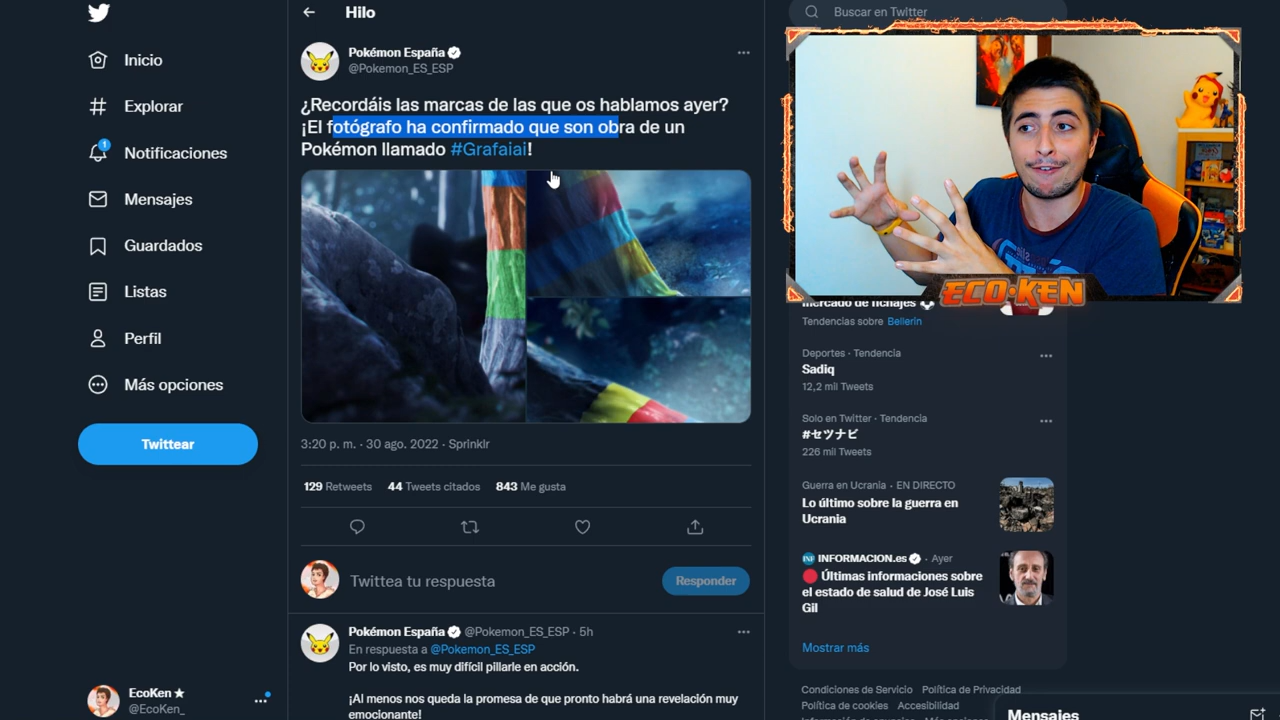 Inicio
Explorar
1
Notificaciones
Mensajes
Guardados
Listas
Perfil
Más opciones
Twittear
EcoKen ★
@EcoKen_
Hilo
Pokémon España
@Pokemon_ES_ESP
¿Recordáis las marcas de las que os hablamos ayer?
¡El fotógrafo ha confirmado que son obra de un
Pokémon llamado #Grafaiai!
3:20 p. m. · 30 ago. 2022 · Sprinklr
129 Retweets 44 Tweets citados 843 Me gusta
Twittea tu respuesta
Responder
Pokémon España @Pokemon_ES_ESP · 5h
En respuesta a @Pokemon_ES_ESP
Por lo visto, es muy difícil pillarle en acción.
¡Al menos nos queda la promesa de que pronto habrá una revelación muy
emocionante!
Buscar en Twitter
ECO·KEN
mercado de fichajes
Tendencias sobre Bellerin
Deportes · Tendencia
Sadiq
12,2 mil Tweets
Solo en Twitter · Tendencia
#セツナビ
226 mil Tweets
Guerra en Ucrania · EN DIRECTO
Lo último sobre la guerra en
Ucrania
INFORMACION.es · Ayer
Últimas informaciones sobre
el estado de salud de José Luis
Gil
Mostrar más
Condiciones de Servicio Política de Privacidad
Política de cookies Accesibilidad
Mensajes